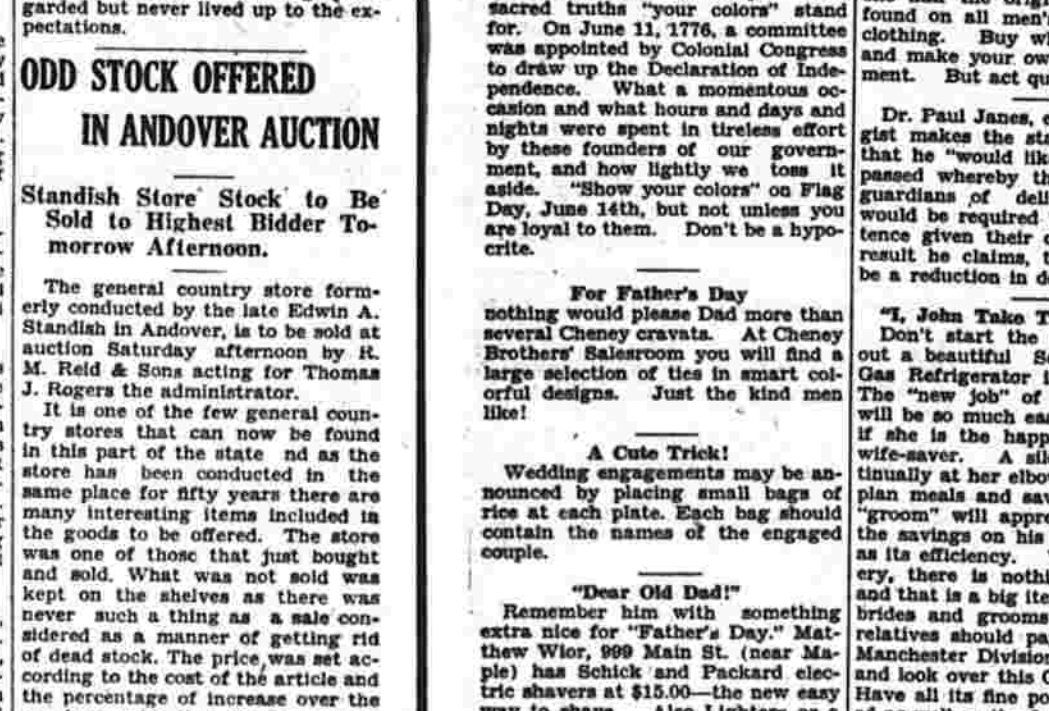 garded but never lived up to the ex-
pectations.
ODD STOCK OFFERED
IN ANDOVER AUCTION
Standish Store Stock to Be
Sold to Highest Bidder To-
morrow Afternoon.
The general country store form-
erly conducted by the late Edwin A.
Standish in Andover, is to be sold at
auction Saturday afternoon by R.
M. Reid & Sons acting for Thomas
J. Rogers the administrator.
It is one of the few general coun-
try stores that can now be found
in this part of the state nd as the
store has been conducted in the
same place for fifty years there are
many interesting items included in
the goods to be offered. The store
was one of those that just bought
and sold. What was not sold was
kept on the shelves as there was
never such a thing as a sale con-
sidered as a manner of getting rid
of dead stock. The price was set ac-
cording to the cost of the article and
the percentage of increase over the
sacred truths "your colors" stand
for. On June 11, 1776, a committee
was appointed by Colonial Congress
to draw up the Declaration of Inde-
pendence. What a momentous oc-
casion and what hours and days and
nights were spent in tireless effort
by these founders of our govern-
ment, and how lightly we toss it
aside. "Show your colors" on Flag
Day, June 14th, but not unless you
are loyal to them. Don't be a hypo-
crite.
For Father's Day
nothing would please Dad more than
several Cheney cravats. At Cheney
Brothers' Salesroom you will find a
large selection of ties in smart col-
orful designs. Just the kind men
like!
A Cute Trick!
Wedding engagements may be an-
nounced by placing small bags of
rice at each plate. Each bag should
contain the names of the engaged
couple.
"Dear Old Dad!"
Remember him with something
extra nice for "Father's Day." Mat-
thew Wior, 999 Main St. (near Ma-
ple) has Schick and Packard elec-
tric shavers at $15.00—the new easy
way to shave. Also Lighters
found on all men's
clothing. Buy
and make your
ment. But act
Dr. Paul Janes,
gist makes the
that he "would
passed whereby
guardians of
would be required
tence given their
result he claims,
be a reduction in
"I, John Take
Don't start the
out a beautiful
Gas Refrigerator
The "new job" of
will be so much
if she is the
wife-saver. A
tinually at her
plan meals and
"groom" will
the savings on his
as its efficiency.
ery, there is
and that is a big
brides and grooms
relatives should
Manchester
and look over this
Have all its fine